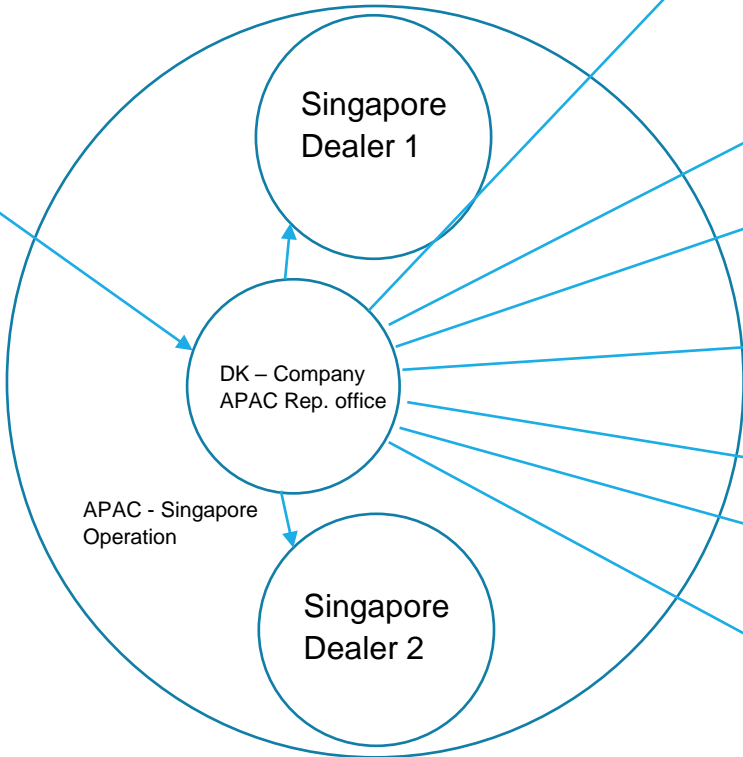 Singapore
Dealer 1
DK – Company
APAC Rep. office
APAC - Singapore
Operation
Singapore
Dealer 2